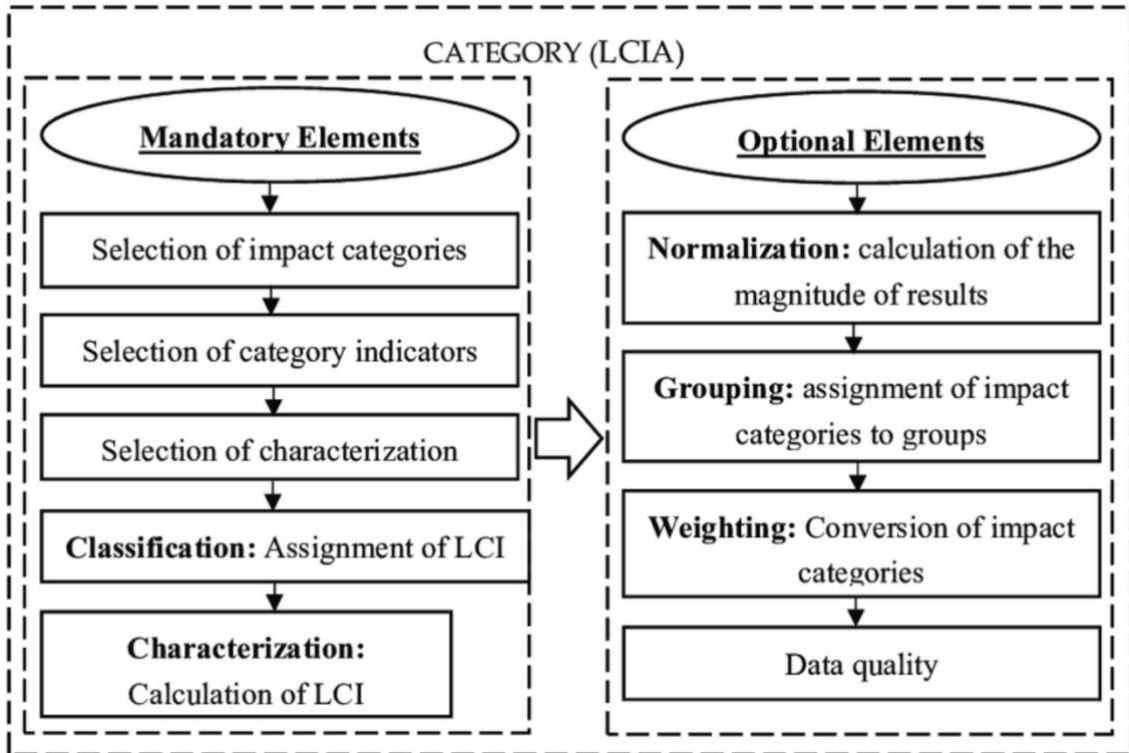 CATEGORY (LCIA)
Mandatory Elements
Selection of impact categories
Selection of category indicators
Selection of characterization
Classification: Assignment of LCI
Characterization:
Calculation of LCI
Optional Elements
Normalization: calculation of the
magnitude of results
Grouping: assignment of impact
categories to groups
Weighting: Conversion of impact
categories
Data quality